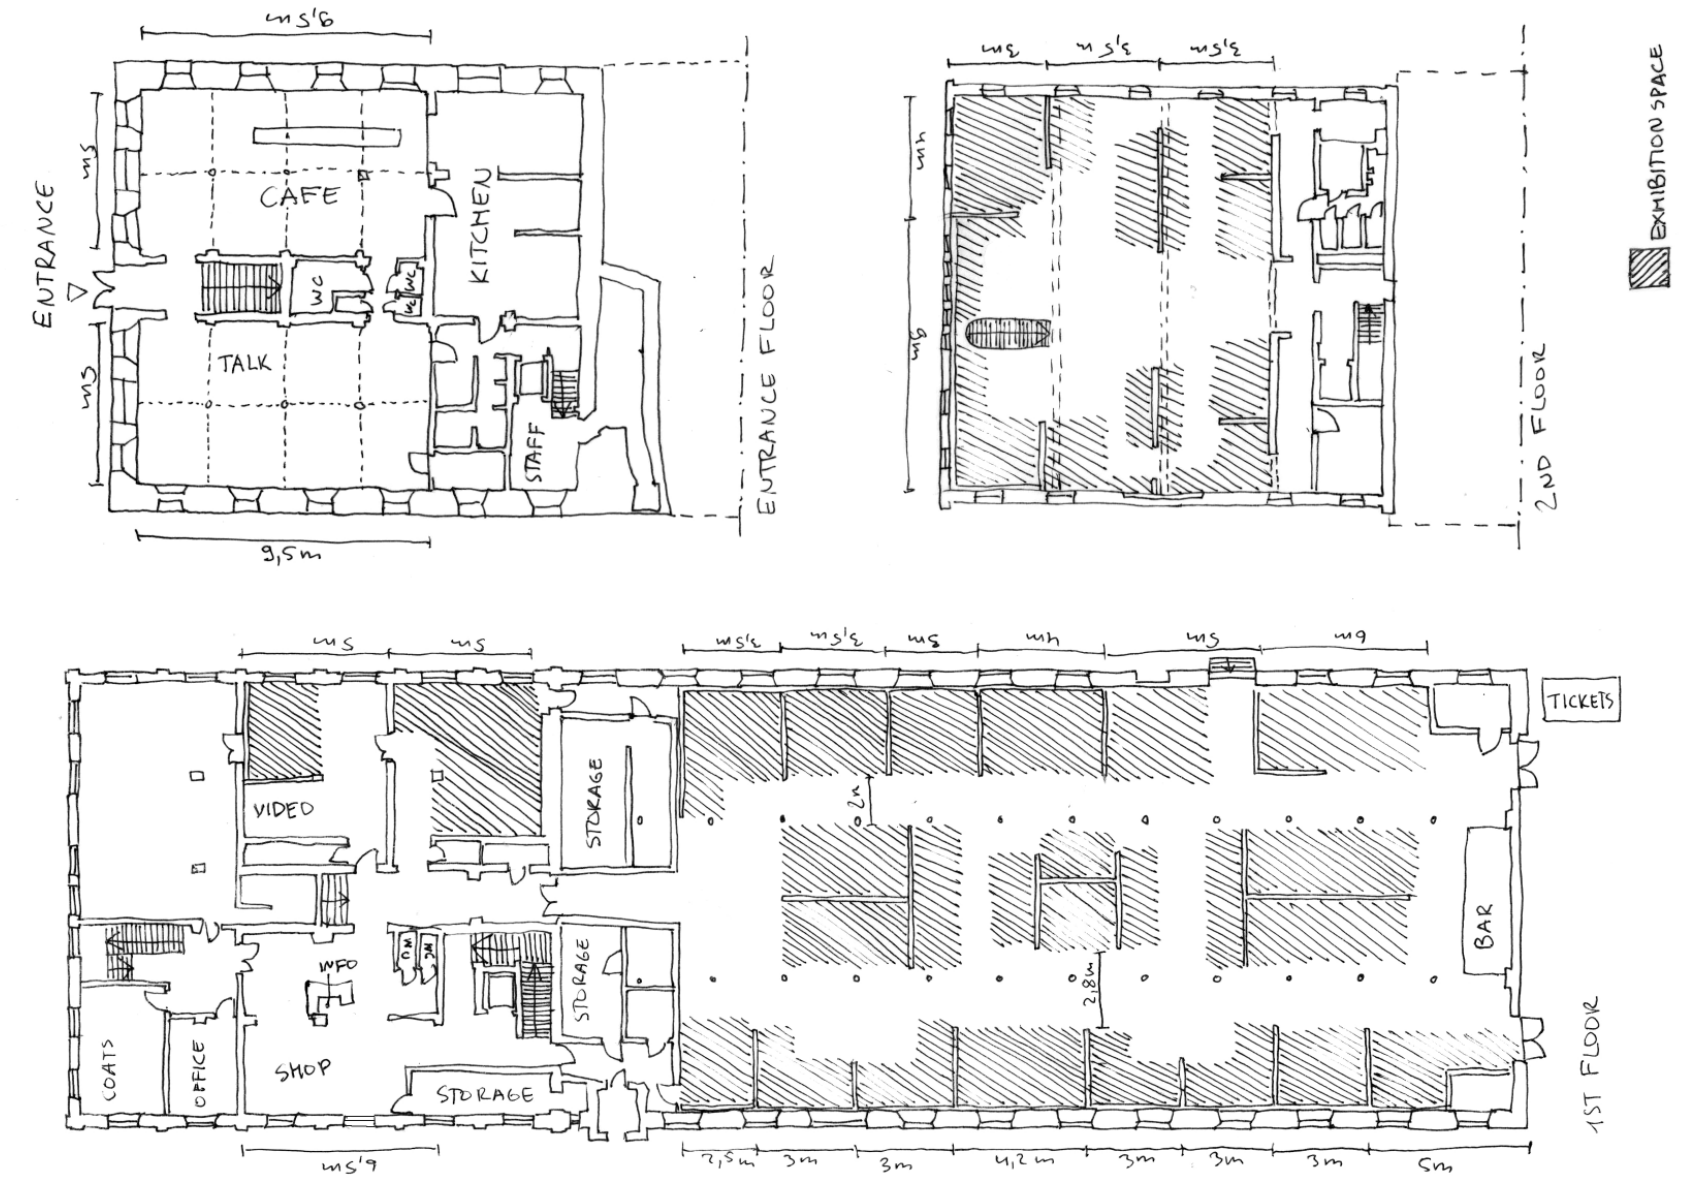 9,5m
5m
ENTRANCE
5m
CAFE
KITCHEN
WC
WC
WC
TALK
STAFF
9,5m
ENTRANCE FLOOR
3m
3,5m
3,5m
4m
9m
2ND FLOOR
EXHIBITION SPACE
5m
5m
3,5m
3,5m
4m
5m
6m
TICKETS
VIDEO
STORAGE
2m
BAR
INFO
WC
WC
STORAGE
2,8m
COATS
OFFICE
SHOP
STORAGE
1ST FLOOR
6,5m
2,5m
3m
3m
4,2m
3m
3m
3m
5m